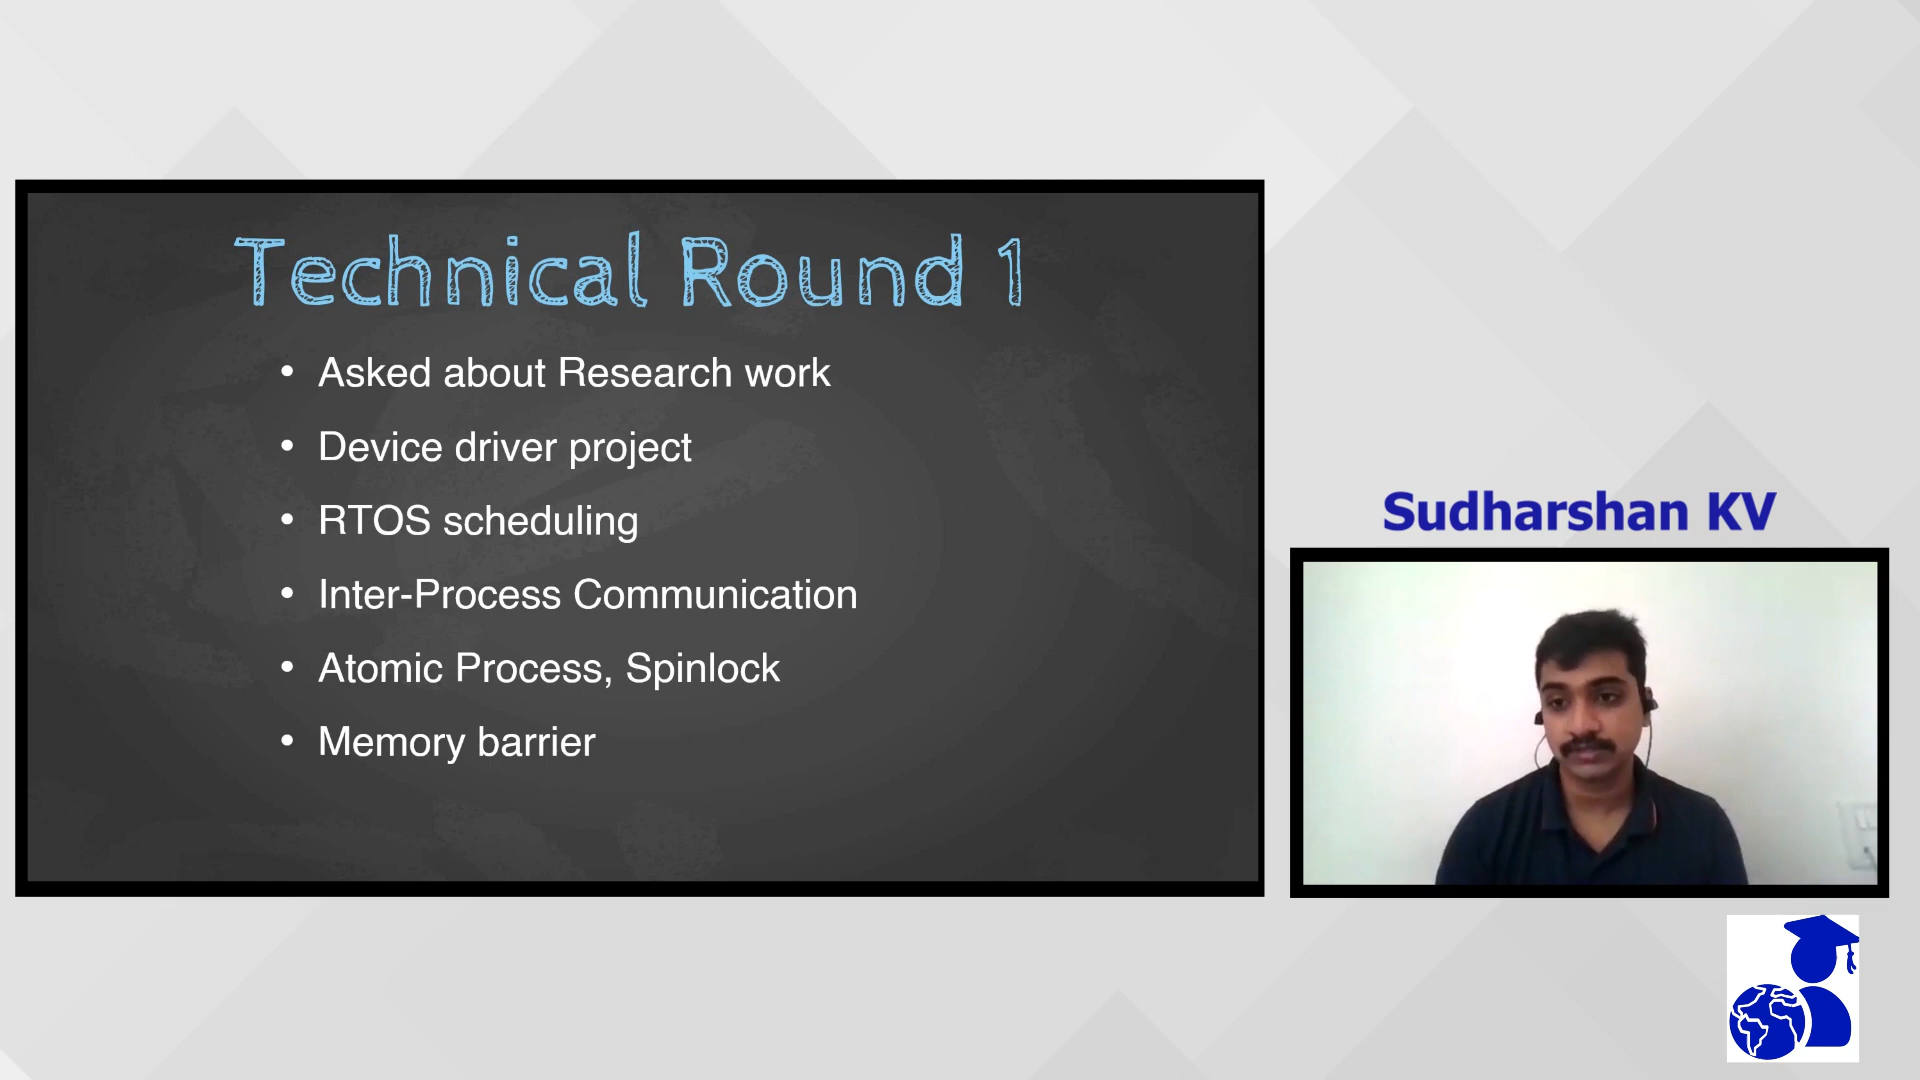 Technical Round 1
• Asked about Research work
• Device driver project
• RTOS scheduling
• Inter-Process Communication
• Atomic Process, Spinlock
• Memory barrier
Sudharshan KV